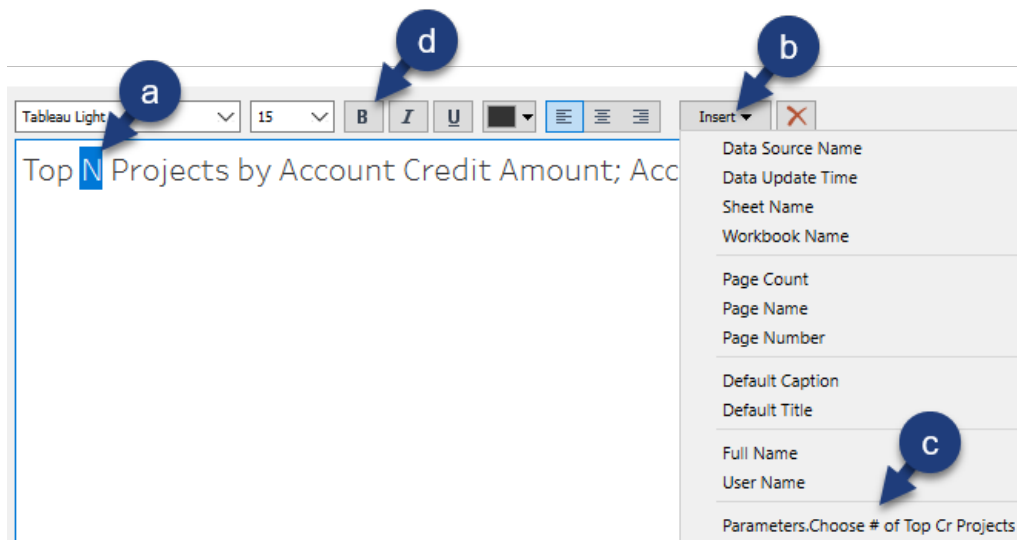 d
b
a
Tableau Light
15
B I U
Insert
Top N Projects by Account Credit Amount; Acc
Data Source Name
Data Update Time
Sheet Name
Workbook Name
Page Count
Page Name
Page Number
Default Caption
Default Title
Full Name
User Name
c
Parameters.Choose # of Top Cr Projects